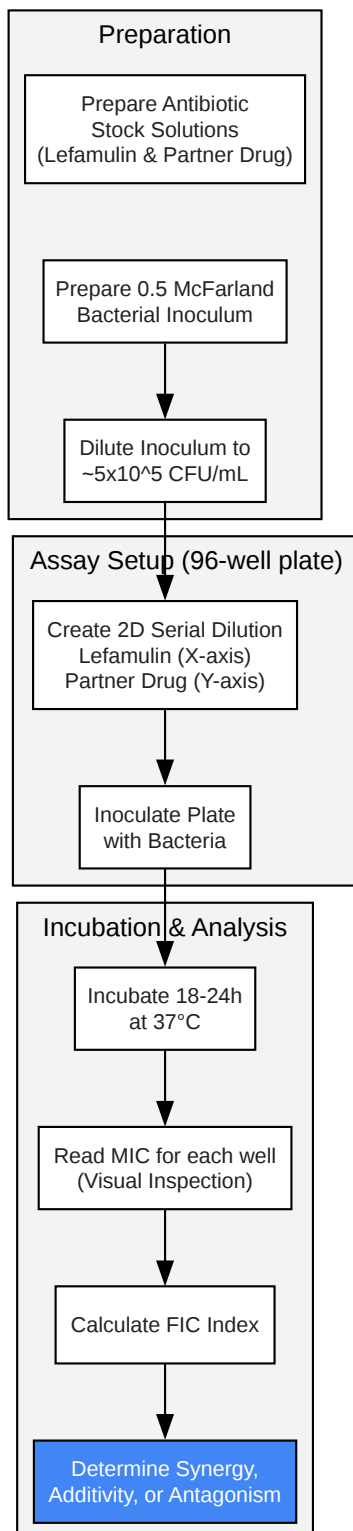 Preparation
Prepare Antibiotic
Stock Solutions
(Lefamulin & Partner Drug)
Prepare 0.5 McFarland
Bacterial Inoculum
Dilute Inoculum to
~5x10^5 CFU/mL
Assay Setup (96-well plate)
Create 2D Serial Dilution
Lefamulin (X-axis)
Partner Drug (Y-axis)
Inoculate Plate
with Bacteria
Incubation & Analysis
Incubate 18-24h
at 37°C
Read MIC for each well
(Visual Inspection)
Calculate FIC Index
Determine Synergy,
Additivity, or Antagonism